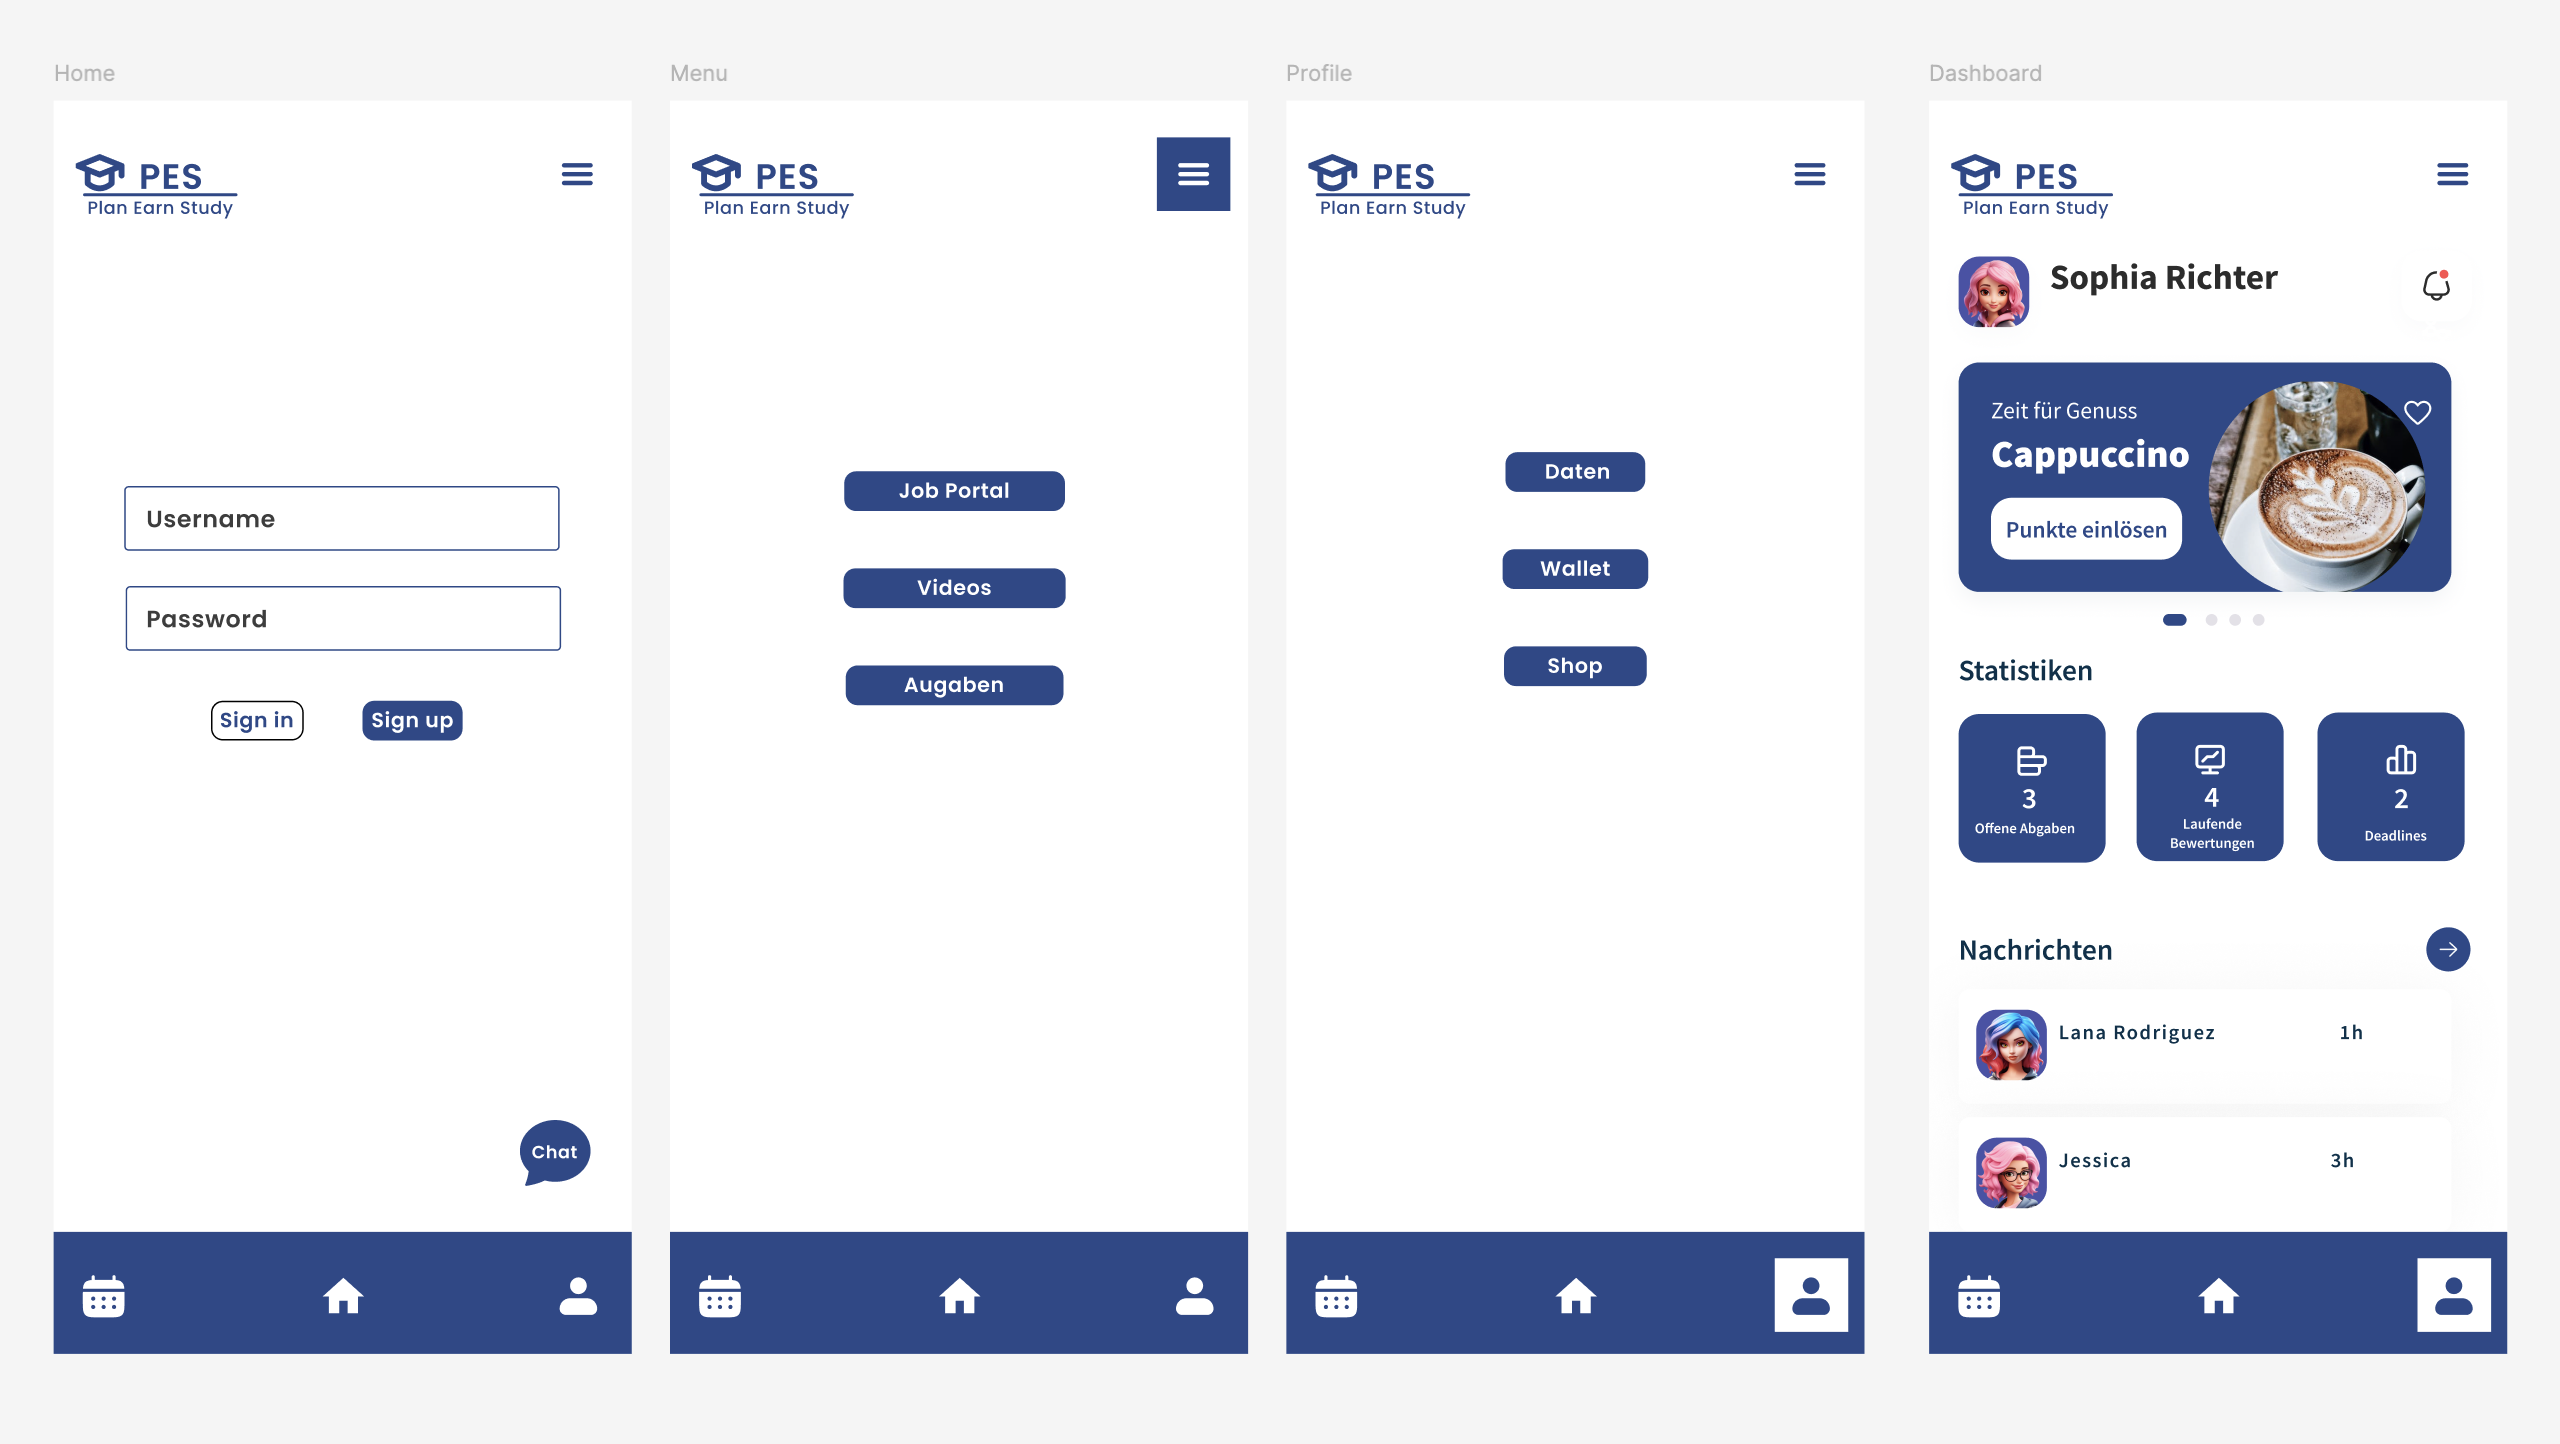 Home
PES
Plan Earn Study
Username
Password
Sign in
Sign up
Chat
Menu
PES
Plan Earn Study
Job Portal
Videos
Augaben
Profile
PES
Plan Earn Study
Daten
Wallet
Shop
Dashboard
PES
Plan Earn Study
Sophia Richter
Zeit für Genuss
Cappuccino
Punkte einlösen
Statistiken
3
Offene Abgaben
4
Laufende
Bewertungen
2
Deadlines
Nachrichten
Lana Rodriguez 1h
Jessica 3h